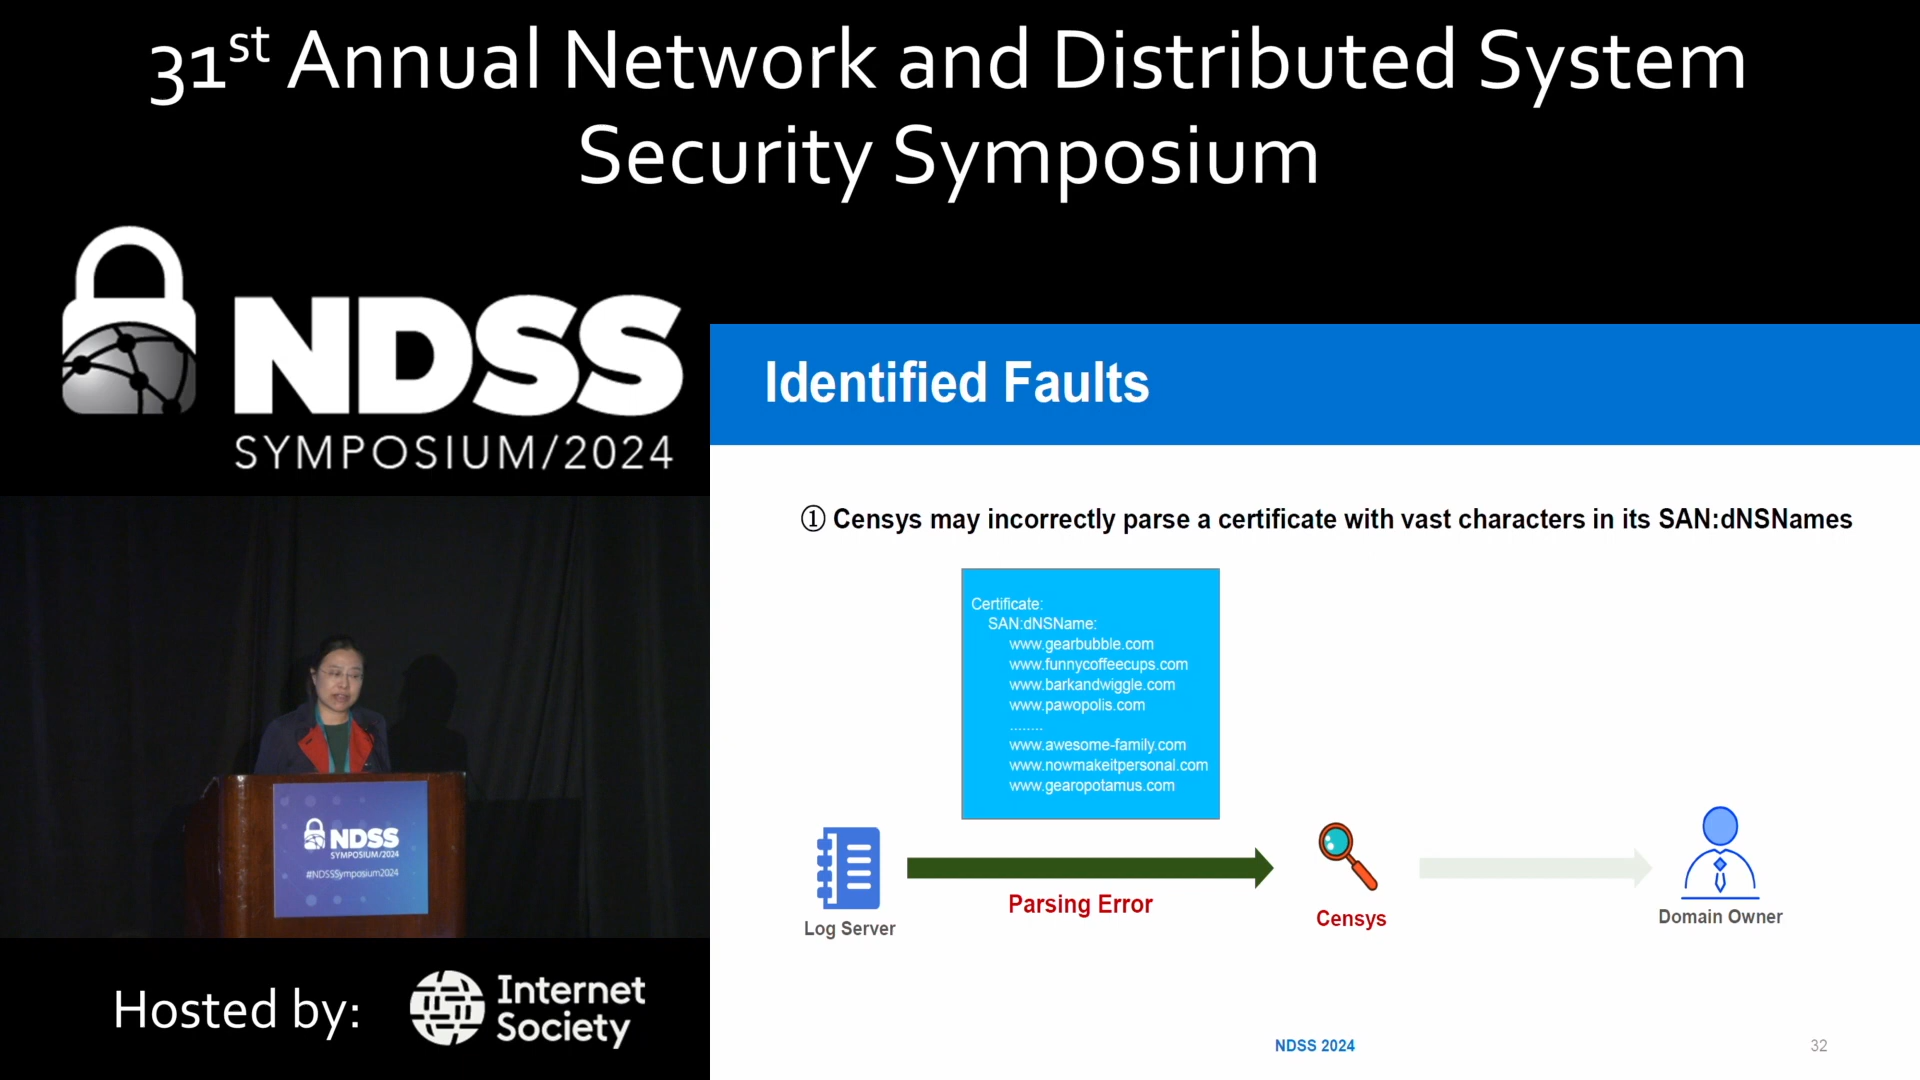 31st Annual Network and Distributed System
Security Symposium
NDSS
SYMPOSIUM/2024
Identified Faults
① Censys may incorrectly parse a certificate with vast characters in its SAN:dNSNames
Certificate:
SAN:dNSName:
www.gearbubble.com
www.funnycoffeecups.com
www.barkandwiggle.com
www.pawopolis.com
........
www.awesome-family.com
www.nowmakeitpersonal.com
www.gearopotamus.com
Parsing Error
Log Server
Censys
Domain Owner
NDSS
SYMPOSIUM/2024
#NDSSSymposium2024
Hosted by:
Internet
Society
NDSS 2024
32